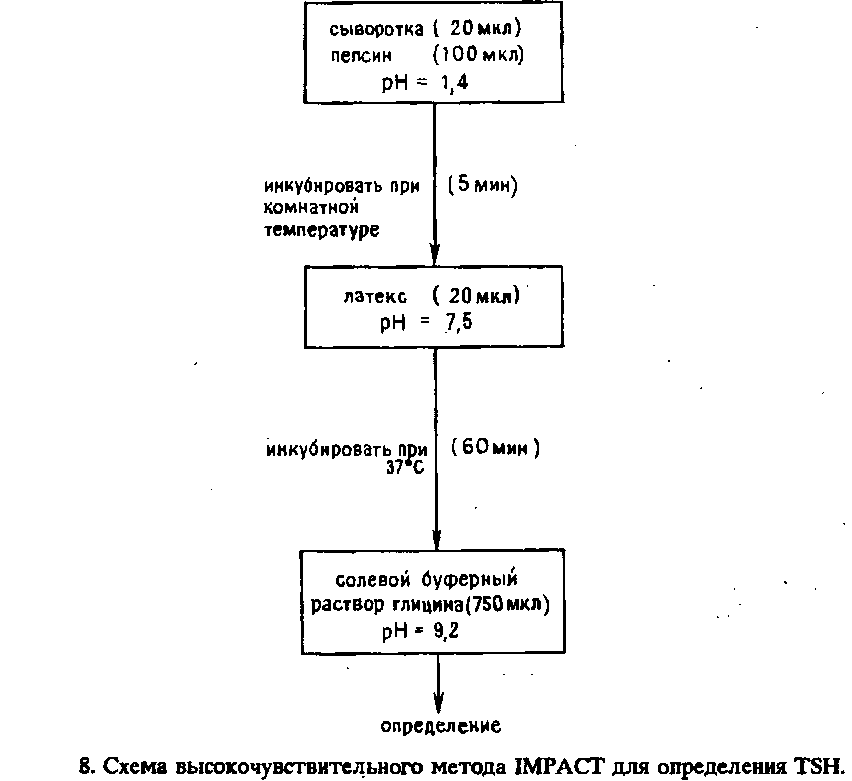 сыворотка ( 20 мкл)
пепсин (100 мкл)
pH = 1,4
инкубировать при (5 мин)
комнатной
температуре
латекс ( 20 мкл)
pH = 7,5
инкубировать при (60 мин)
37°C
солевой буферный
раствор глицина (750 мкл)
pH = 9,2
определение
8. Схема высокочувствительного метода IMPACT для определения TSH.